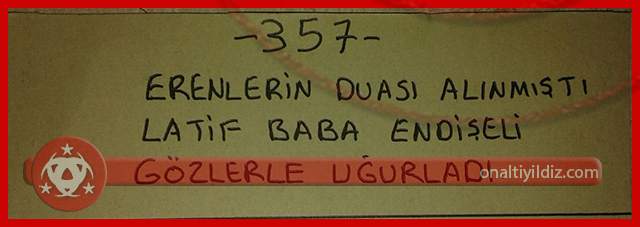 -357-
ERENLERİN DUASI ALINMIŞTI
LATİF BABA ENDİŞELİ
GÖZLERLE UĞURLADI
onaltiyildiz.com